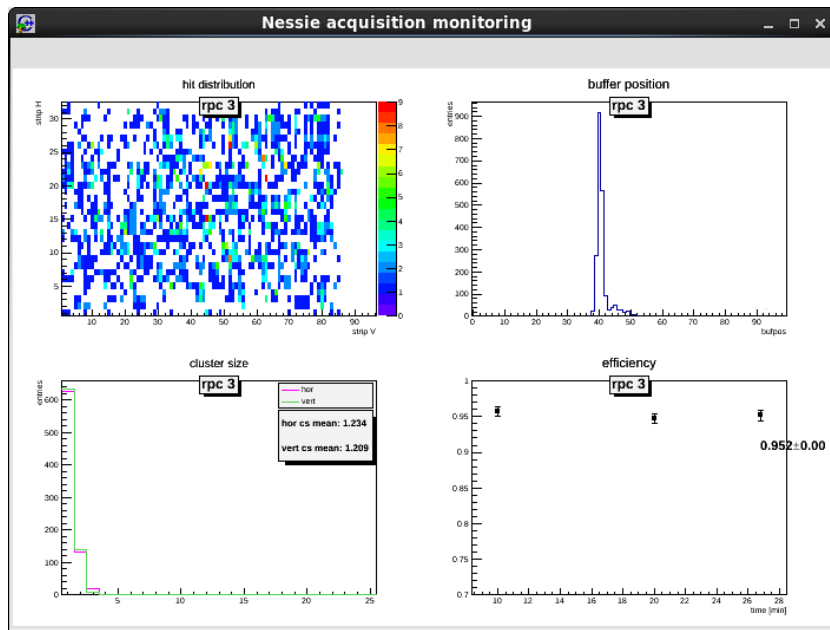 Nessie acquisition monitoring
hit distribution
rpc 3
strip H
30
25
20
15
10
5
10 20 30 40 50 60 70 80 90
strip V
9
8
7
6
5
4
3
2
1
0
buffer position
rpc 3
entries
900
800
700
600
500
400
300
200
100
0
0 10 20 30 40 50 60 70 80 90
bufpos
cluster size
rpc 3
entries
600
500
400
300
200
100
0
5 10 15 20 25
hor
vert
hor cs mean: 1.234
vert cs mean: 1.209
efficiency
rpc 3
1
0.95
0.9
0.85
0.8
0.75
0.7
10 12 14 16 18 20 22 24 26 28
time [min]
0.952±0.00